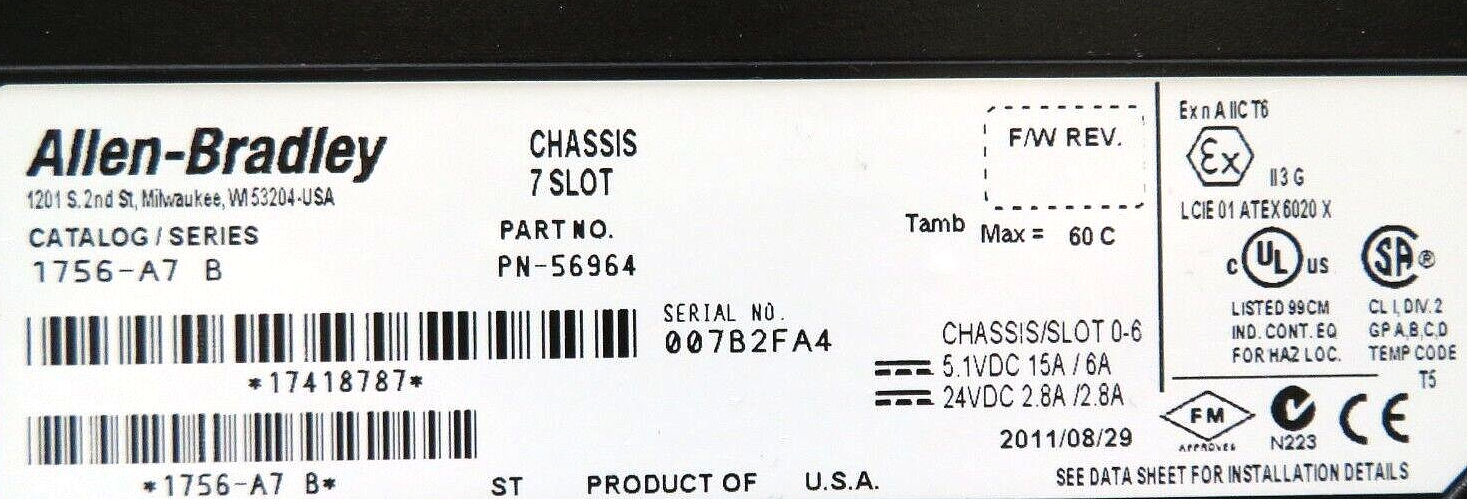 Allen-Bradley
1201 S. 2nd St, Milwaukee, WI 53204-USA
CATALOG / SERIES
1756-A7 B
CHASSIS
7 SLOT
PART NO.
PN-56964
SERIAL NO.
007B2FA4
*17418787*
*1756-A7 B*
ST PRODUCT OF U.S.A.
F/W REV.
Tamb Max = 60 C
CHASSIS/SLOT 0-6
5.1VDC 15A / 6A
24VDC 2.8A /2.8A
2011/08/29
Ex n A IIC T6
Ex II 3 G
LCIE 01 ATEX 6020 X
C UL US
LISTED 99CM
IND. CONT. EQ
FOR HAZ LOC.
SA ®
CL I, DIV. 2
GP A,B,C,D
TEMP CODE
T5
FM
APPROVED
N223
CE
SEE DATA SHEET FOR INSTALLATION DETAILS